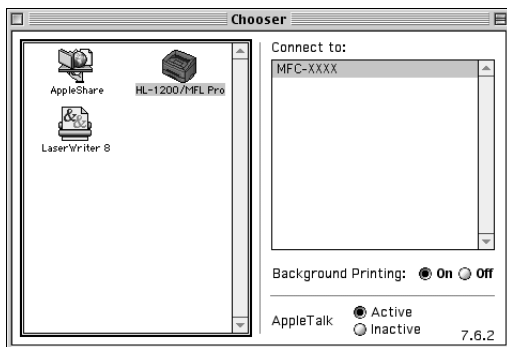 Chooser
AppleShare
HL-1200/MFL Pro
LaserWriter 8
Connect to:
MFC-XXXX
Background Printing: On Off
AppleTalk
Active
Inactive
7.6.2